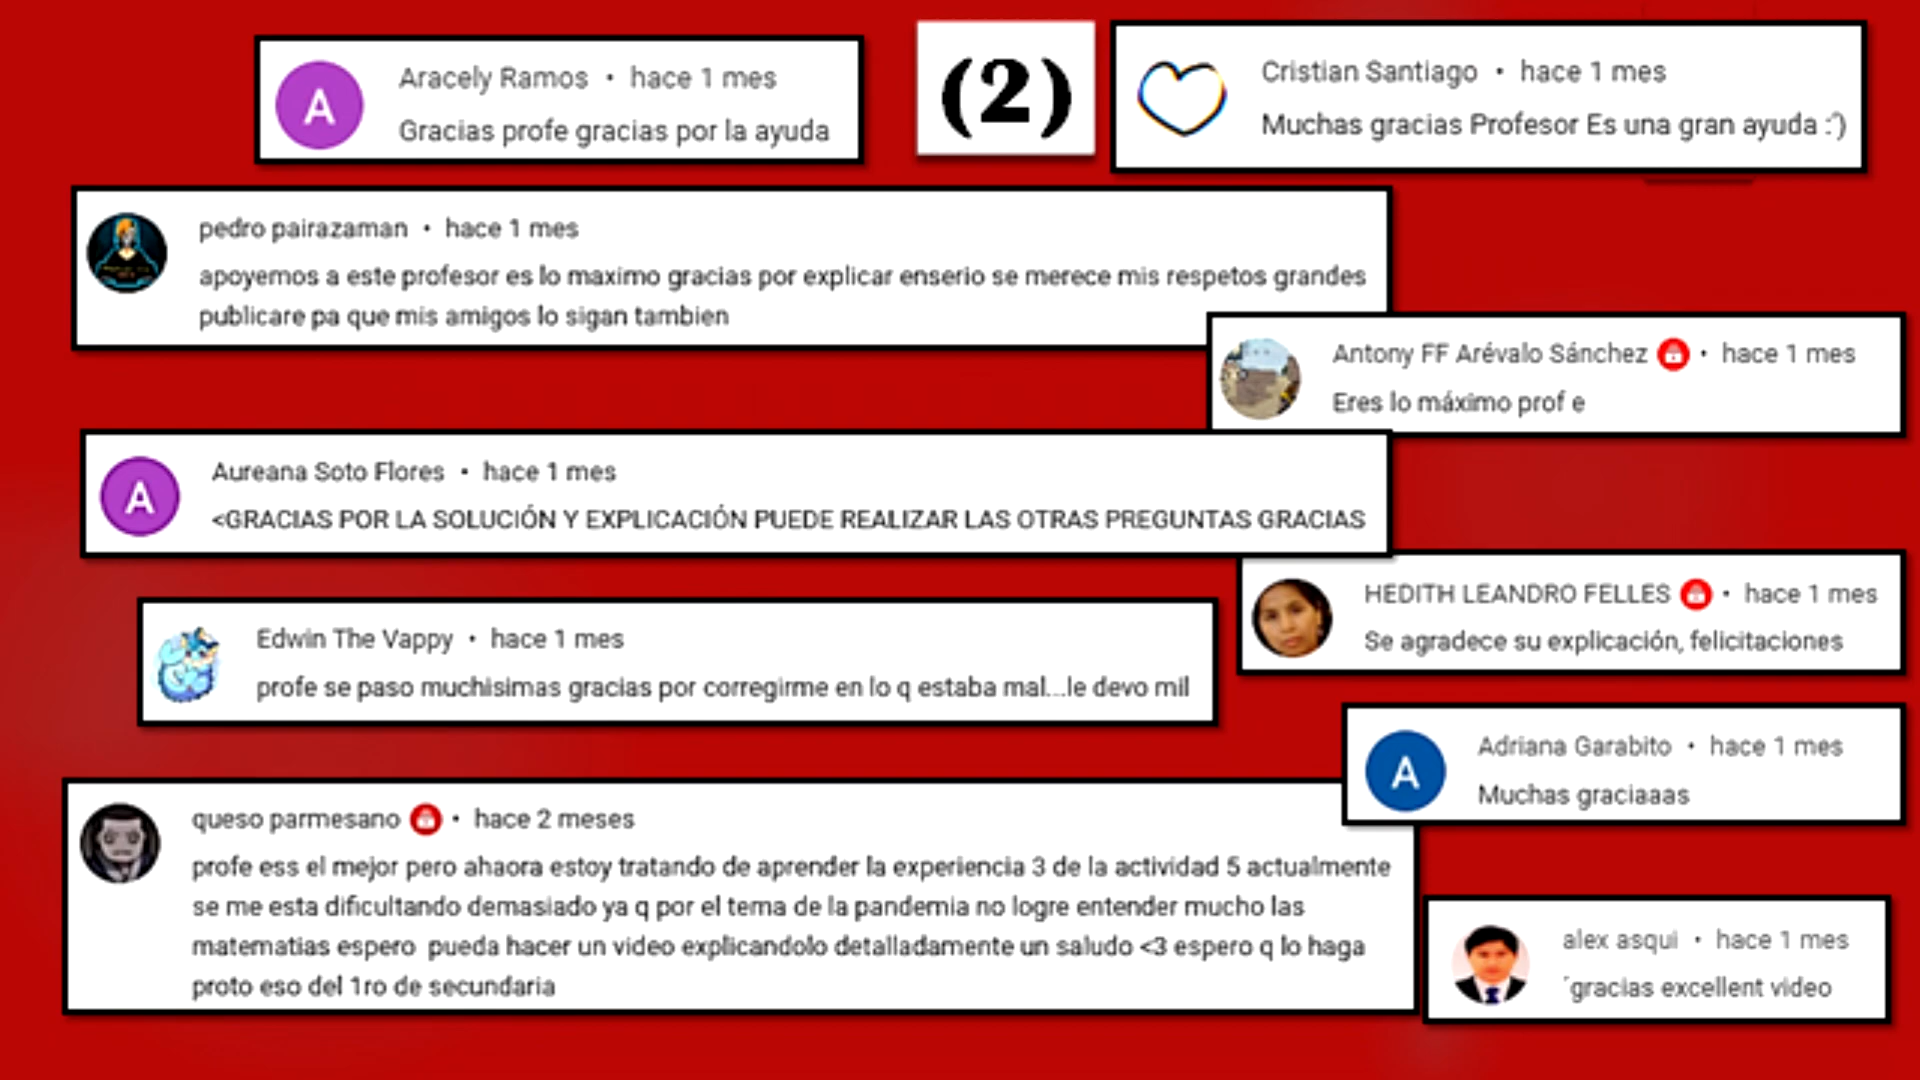 A
Aracely Ramos • hace 1 mes
Gracias profe gracias por la ayuda
(2)
Cristian Santiago • hace 1 mes
Muchas gracias Profesor Es una gran ayuda :')
pedro pairazaman • hace 1 mes
apoyemos a este profesor es lo maximo gracias por explicar enserio se merece mis respetos grandes
publicare pa que mis amigos lo sigan tambien
Antony FF Arévalo Sánchez • hace 1 mes
Eres lo máximo prof e
A
Aureana Soto Flores • hace 1 mes
<GRACIAS POR LA SOLUCIÓN Y EXPLICACIÓN PUEDE REALIZAR LAS OTRAS PREGUNTAS GRACIAS
HEDITH LEANDRO FELLES • hace 1 mes
Se agradece su explicación, felicitaciones
Edwin The Vappy • hace 1 mes
profe se paso muchisimas gracias por corregirme en lo q estaba mal...le devo mil
A
Adriana Garabito • hace 1 mes
Muchas graciaaas
queso parmesano • hace 2 meses
profe ess el mejor pero ahaora estoy tratando de aprender la experiencia 3 de la actividad 5 actualmente
se me esta dificultando demasiado ya q por el tema de la pandemia no logre entender mucho las
matematias espero pueda hacer un video explicandolo detalladamente un saludo <3 espero q lo haga
proto eso del 1ro de secundaria
alex asqui • hace 1 mes
´gracias excellent video